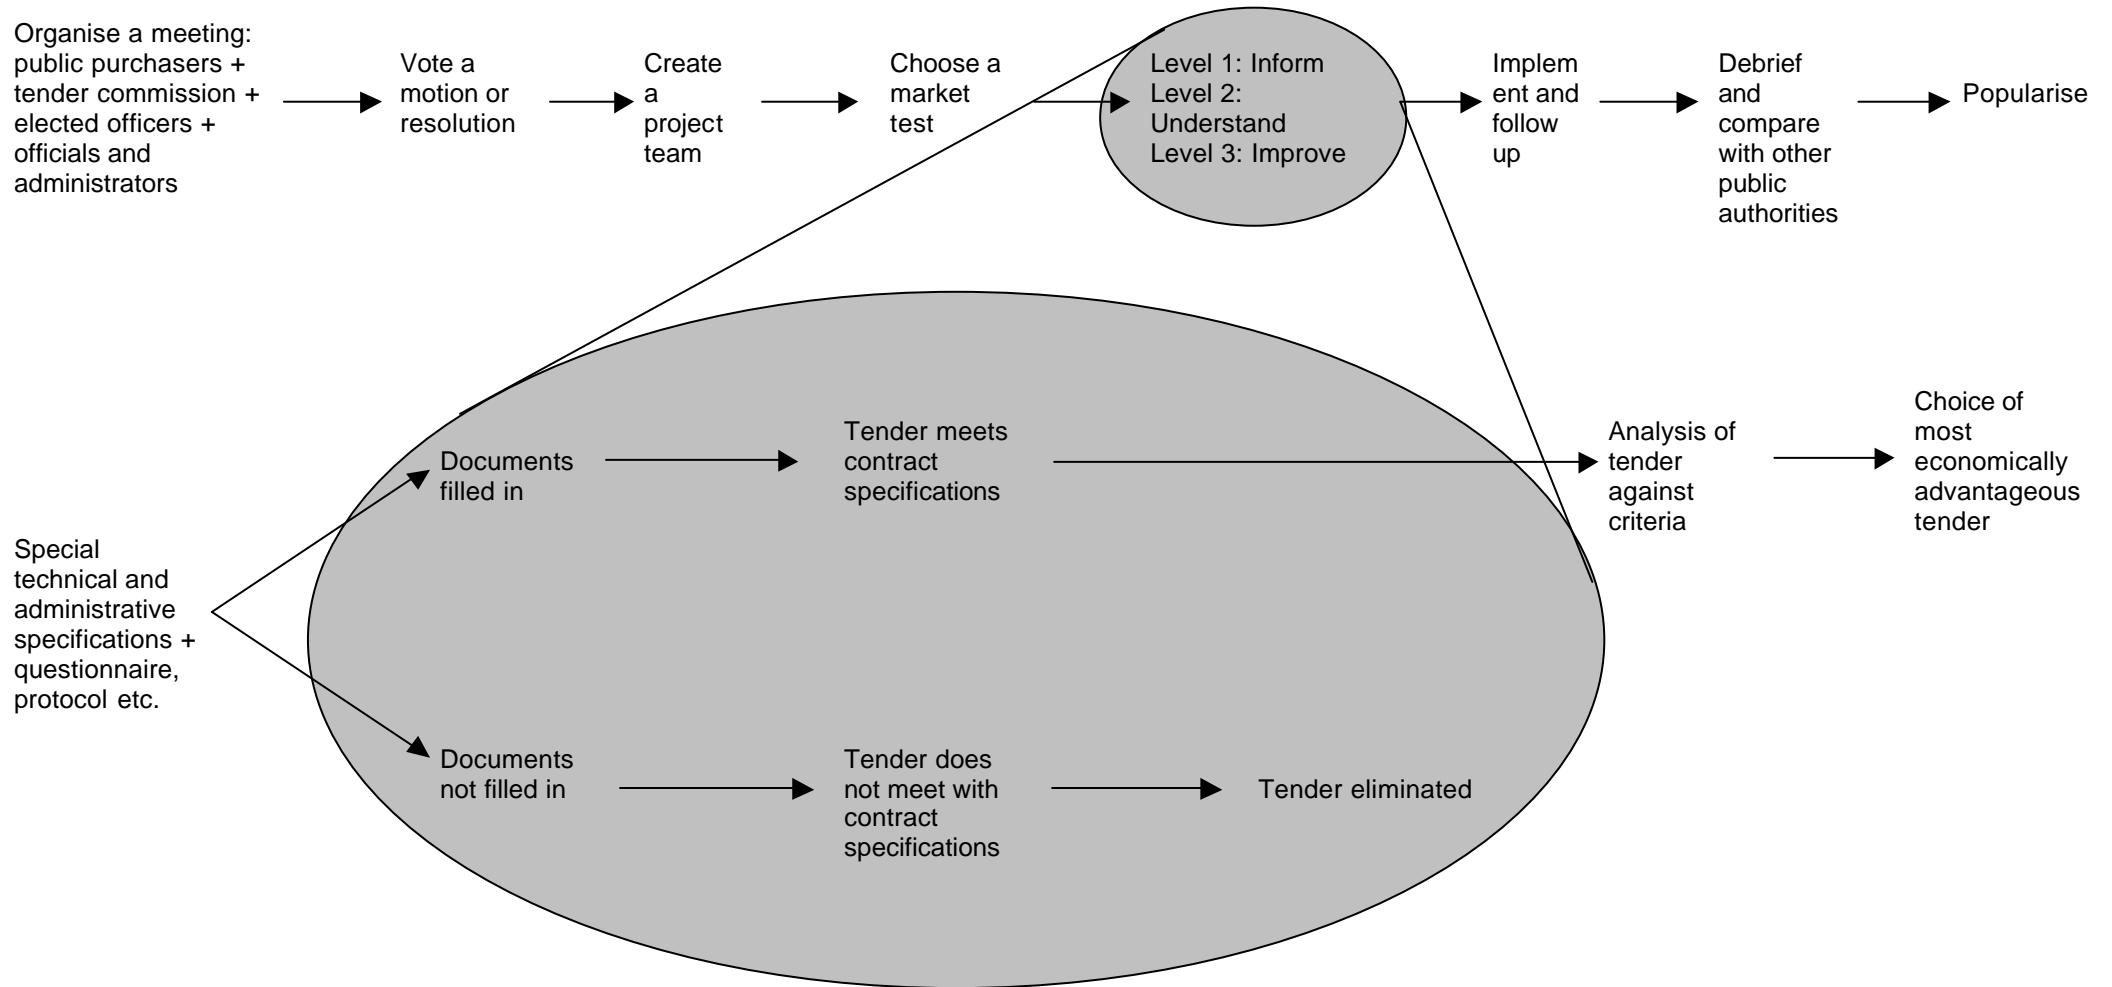 Organise a meeting:
public purchasers +
tender commission +
elected officers +
officials and
administrators
Vote a
motion or
resolution
Create
a
project
team
Choose a
market
test
Level 1: Inform
Level 2:
Understand
Level 3: Improve
Implem
ent and
follow
up
Debrief
and
compare
with other
public
authorities
Popularise
Special
technical and
administrative
specifications +
questionnaire,
protocol etc.
Documents
filled in
Tender meets
contract
specifications
Analysis of
tender
against
criteria
Choice of
most
economically
advantageous
tender
Documents
not filled in
Tender does
not meet with
contract
specifications
Tender eliminated